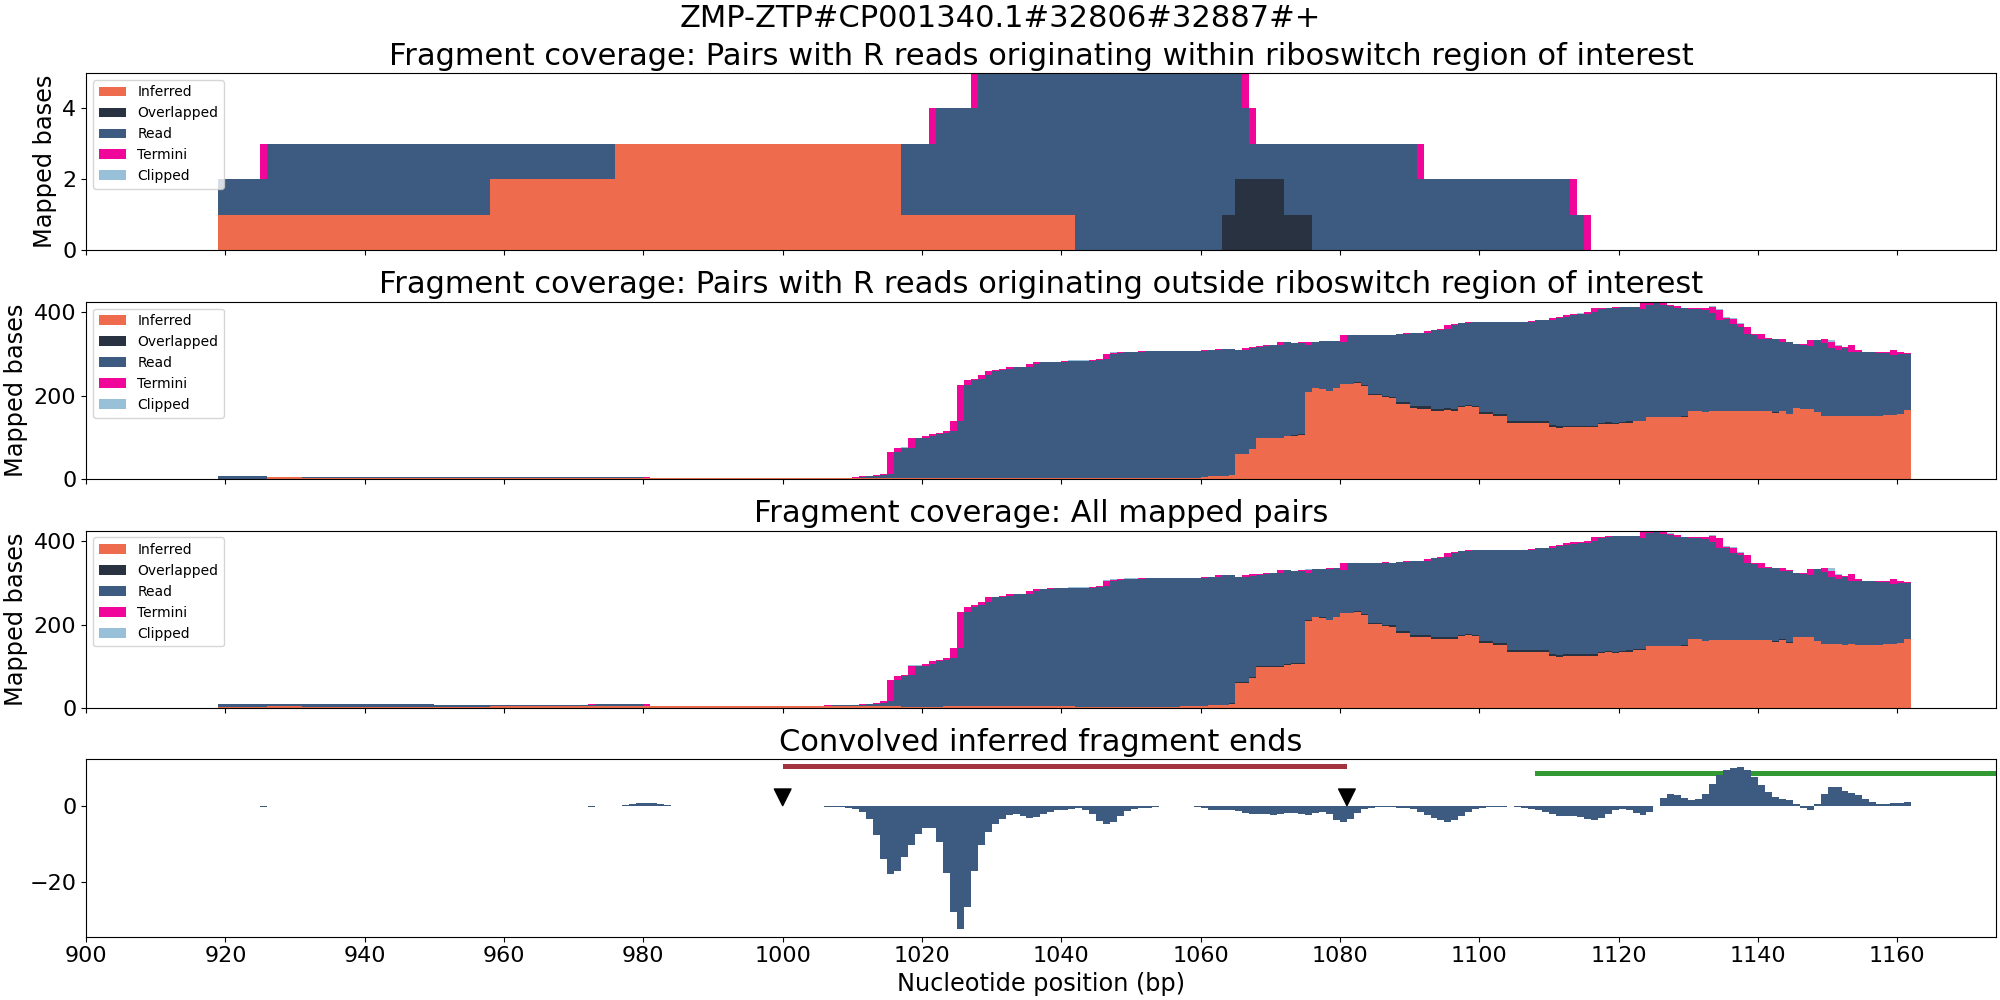 ZMP-ZTP#CP001340.1#32806#32887#+
Fragment coverage: Pairs with R reads originating within riboswitch region of interest
Mapped bases
4
2
0
Inferred
Overlapped
Read
Termini
Clipped
Fragment coverage: Pairs with R reads originating outside riboswitch region of interest
Mapped bases
400
200
0
Inferred
Overlapped
Read
Termini
Clipped
Fragment coverage: All mapped pairs
Mapped bases
400
200
0
Inferred
Overlapped
Read
Termini
Clipped
Convolved inferred fragment ends
0
−20
900 920 940 960 980 1000 1020 1040 1060 1080 1100 1120 1140 1160
Nucleotide position (bp)